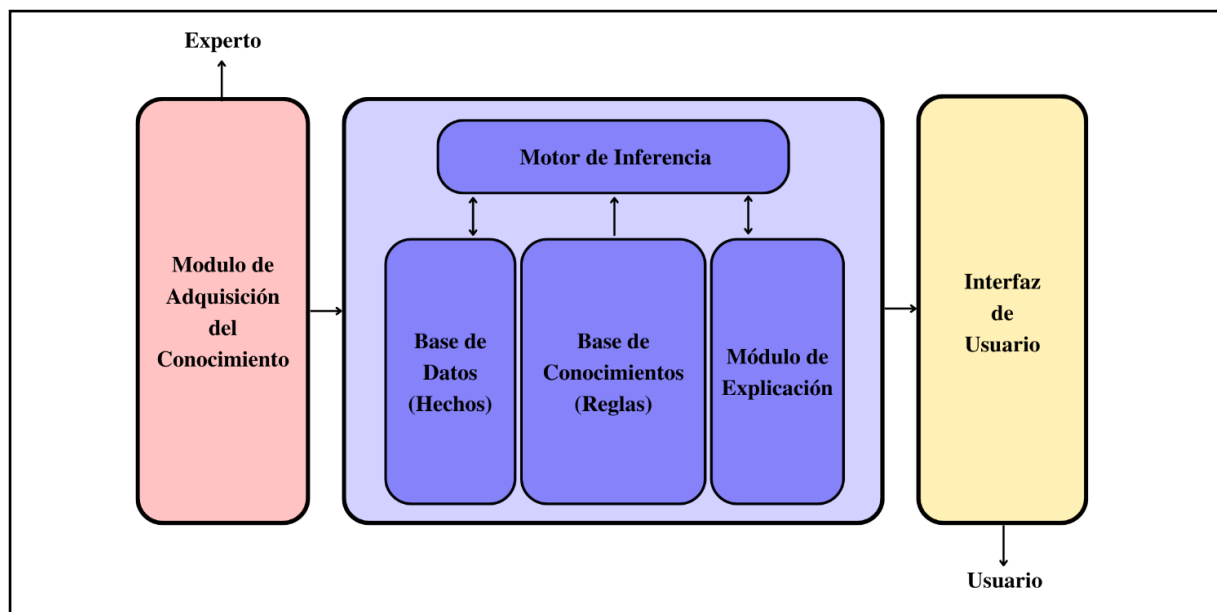 Experto
Modulo de
Adquisición
del
Conocimiento
Motor de Inferencia
Base de
Datos
(Hechos)
Base de
Conocimientos
(Reglas)
Módulo de
Explicación
Interfaz
de
Usuario
Usuario